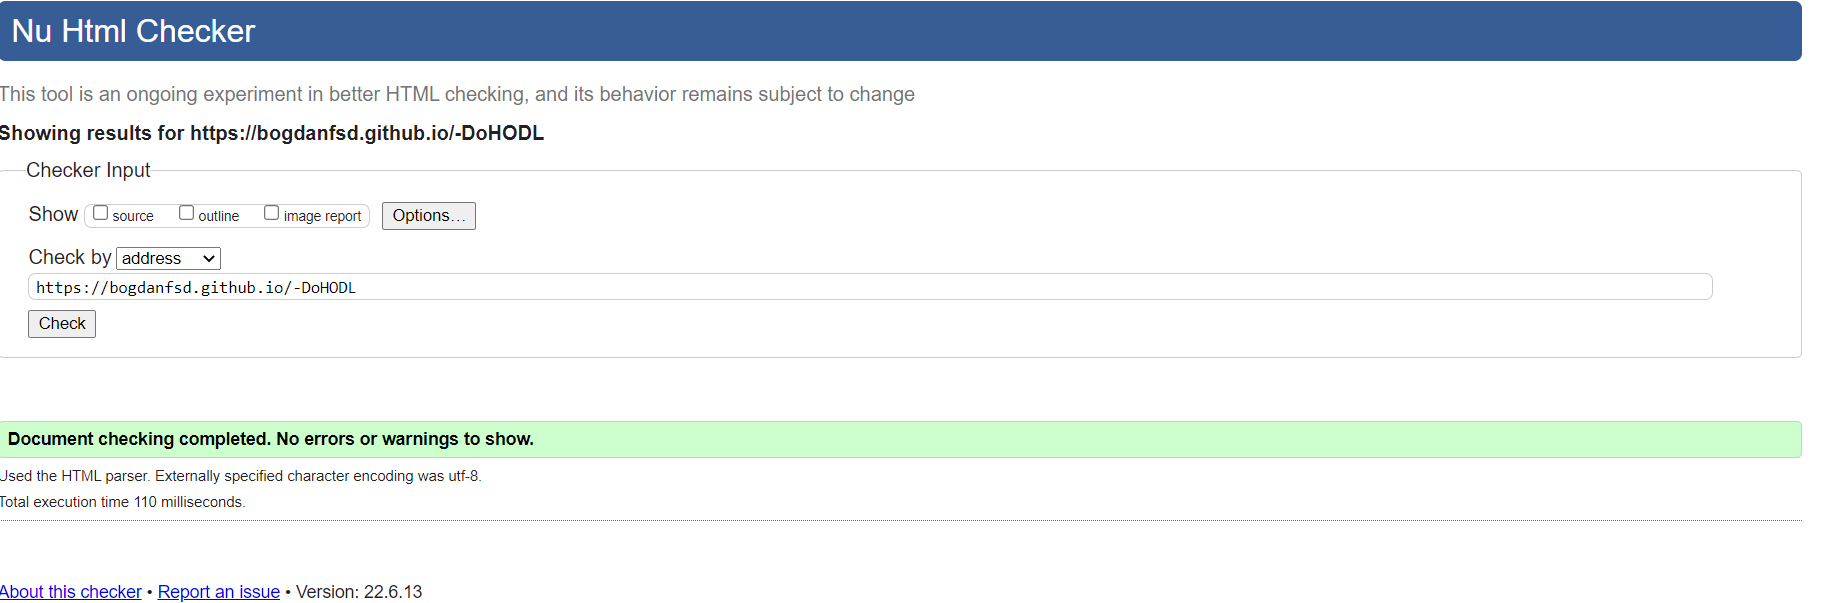 Nu Html Checker
This tool is an ongoing experiment in better HTML checking, and its behavior remains subject to change
Showing results for https://bogdanfsd.github.io/-DoHODL
Checker Input
Show source outline image report Options...
Check by address
https://bogdanfsd.github.io/-DoHODL
Check
Document checking completed. No errors or warnings to show.
Used the HTML parser. Externally specified character encoding was utf-8.
Total execution time 110 milliseconds.
About this checker • Report an issue • Version: 22.6.13